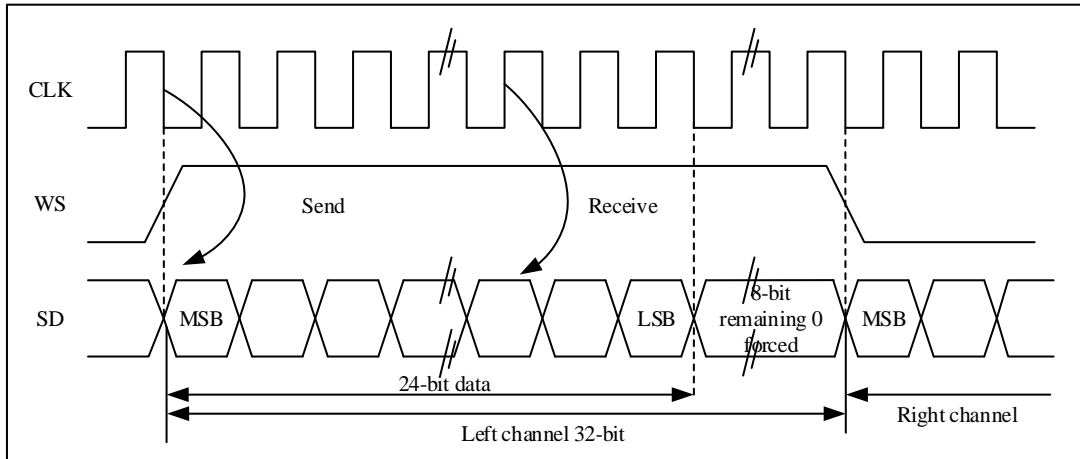 CLK
WS
Send
Receive
SD
MSB
LSB
8-bit
remaining 0
forced
MSB
24-bit data
Left channel 32-bit
Right channel